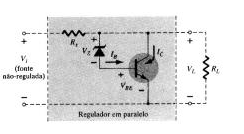 + Rs + +
VZ IC
Vi IR
(fonte
não-regulada) VL RL
VBE
Regulador em paralelo